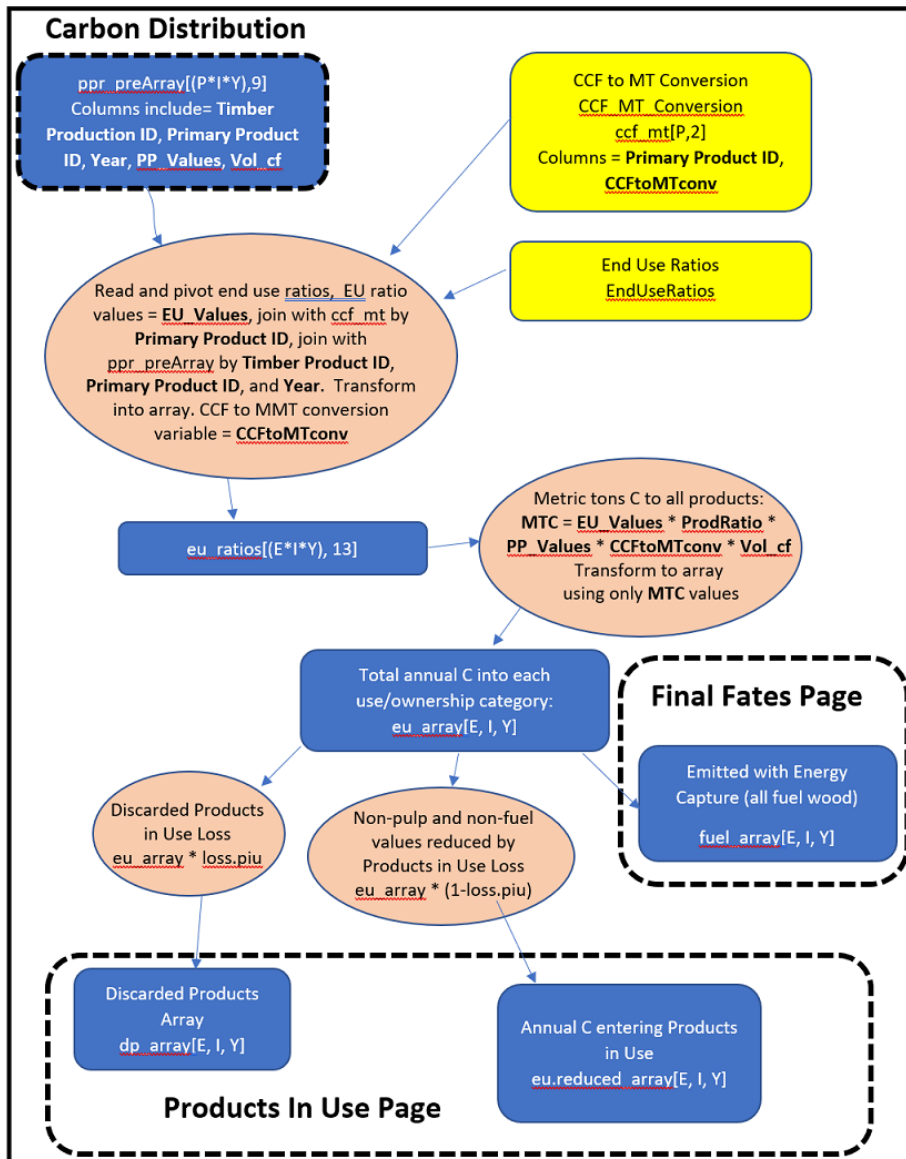 Carbon Distribution
ppr_preArray[(P*I*Y),9]
Columns include= Timber
Production ID, Primary Product
ID, Year, PP_Values, Vol_cf
CCF to MT Conversion
CCF_MT_Conversion
ccf_mt[P,2]
Columns = Primary Product ID,
CCFtoMTconv
End Use Ratios
EndUseRatios
Read and pivot end use ratios, EU ratio
values = EU_Values, join with ccf_mt by
Primary Product ID, join with
ppr_preArray by Timber Product ID,
Primary Product ID, and Year. Transform
into array. CCF to MMT conversion
variable = CCFtoMTconv
eu_ratios[(E*I*Y), 13]
Metric tons C to all products:
MTC = EU_Values * ProdRatio *
PP_Values * CCFtoMTconv * Vol_cf
Transform to array
using only MTC values
Total annual C into each
use/ownership category:
eu_array[E, I, Y]
Final Fates Page
Emitted with Energy
Capture (all fuel wood)
fuel_array[E, I, Y]
Discarded Products
in Use Loss
eu_array * loss.piu
Non-pulp and non-fuel
values reduced by
Products in Use Loss
eu_array * (1-loss.piu)
Discarded Products
Array
dp_array[E, I, Y]
Annual C entering Products
in Use
eu.reduced_array[E, I, Y]
Products In Use Page